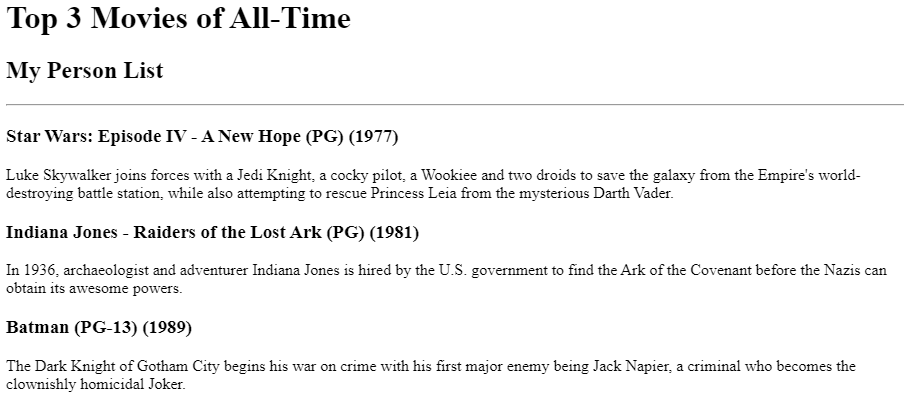 Top 3 Movies of All-Time
My Person List
Star Wars: Episode IV - A New Hope (PG) (1977)
Luke Skywalker joins forces with a Jedi Knight, a cocky pilot, a Wookiee and two droids to save the galaxy from the Empire's world-
destroying battle station, while also attempting to rescue Princess Leia from the mysterious Darth Vader.
Indiana Jones - Raiders of the Lost Ark (PG) (1981)
In 1936, archaeologist and adventurer Indiana Jones is hired by the U.S. government to find the Ark of the Covenant before the Nazis can
obtain its awesome powers.
Batman (PG-13) (1989)
The Dark Knight of Gotham City begins his war on crime with his first major enemy being Jack Napier, a criminal who becomes the
clownishly homicidal Joker.